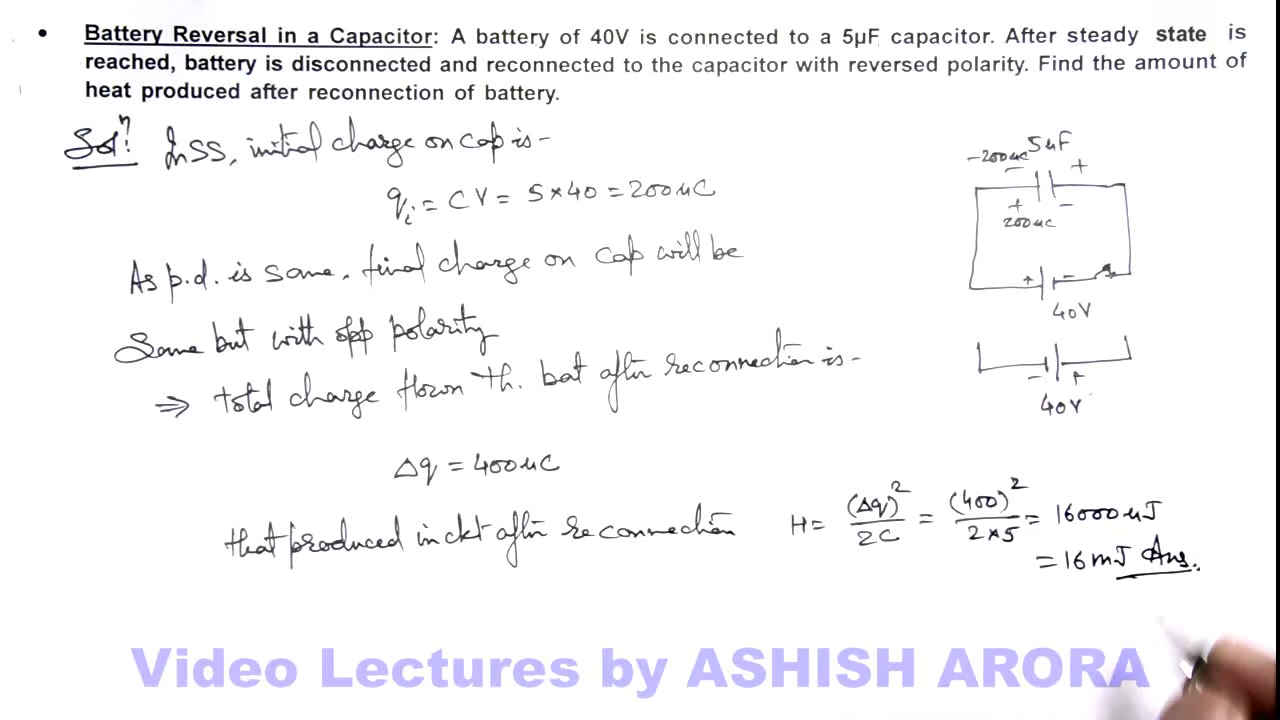 • Battery Reversal in a Capacitor: A battery of 40V is connected to a 5µF capacitor. After steady state is
reached, battery is disconnected and reconnected to the capacitor with reversed polarity. Find the amount of
heat produced after reconnection of battery.
Solⁿ: In SS, initial charge on cap is -
qᵢ = CV = 5×40 = 200µC
As p.d. is same, final charge on cap will be
Same but with opp polarity
⇒ total charge flown th. bat after reconnection is -
Δq = 400µC
Heat produced in ckt after reconnection H = (Δq)²/2C = (400)²/2×5 = 16000µJ
= 16mJ Ans.
5µF
-200µC
- +
+ -
200µC
+ -
40V
- +
40V
Video Lectures by ASHISH ARORA